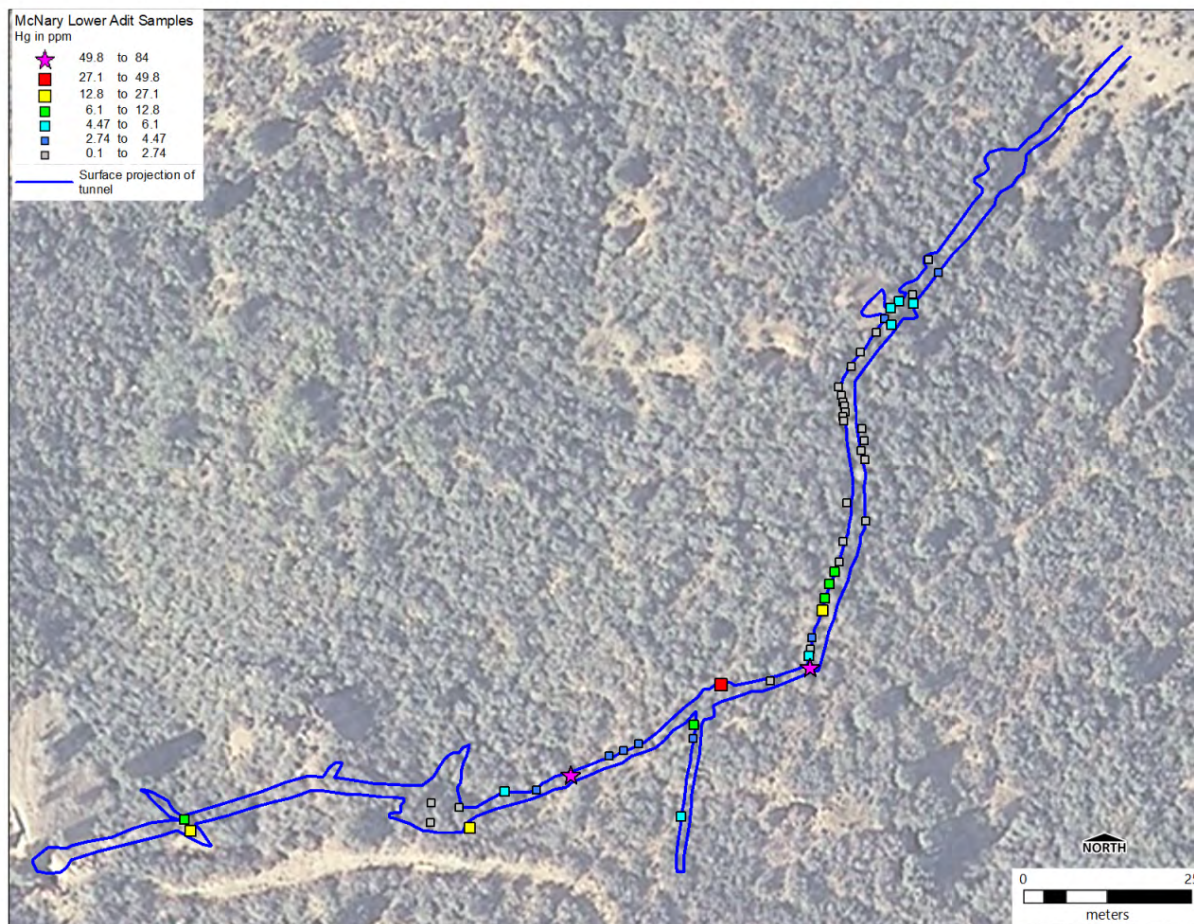 McNary Lower Adit Samples
Hg in ppm
49.8 to 84
27.1 to 49.8
12.8 to 27.1
6.1 to 12.8
4.47 to 6.1
2.74 to 4.47
0.1 to 2.74
Surface projection of
tunnel
NORTH
0 25
meters